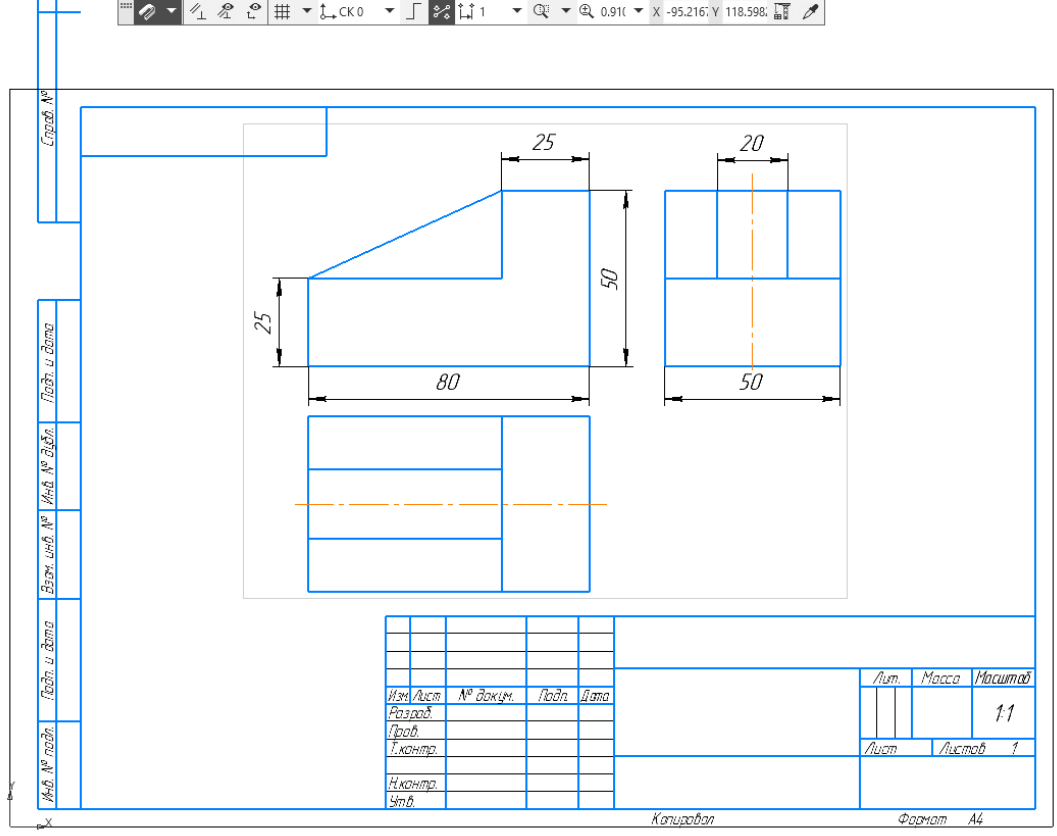 СК 0
1
0.91(
X -95.216
Y 118.598
Справ. №
25
20
50
25
80
50
Подп. и дата
Инв. № дубл.
Взам. инв. №
Подп. и дата
Инв. № подл.
Лит.
Масса
Масштаб
Изм
Лист
№ докум.
Подп.
Дата
Разраб.
1:1
Пров.
Т.контр.
Лист
Листов
1
Н.контр.
Утв.
Y
X
Копировал
Формат
A4